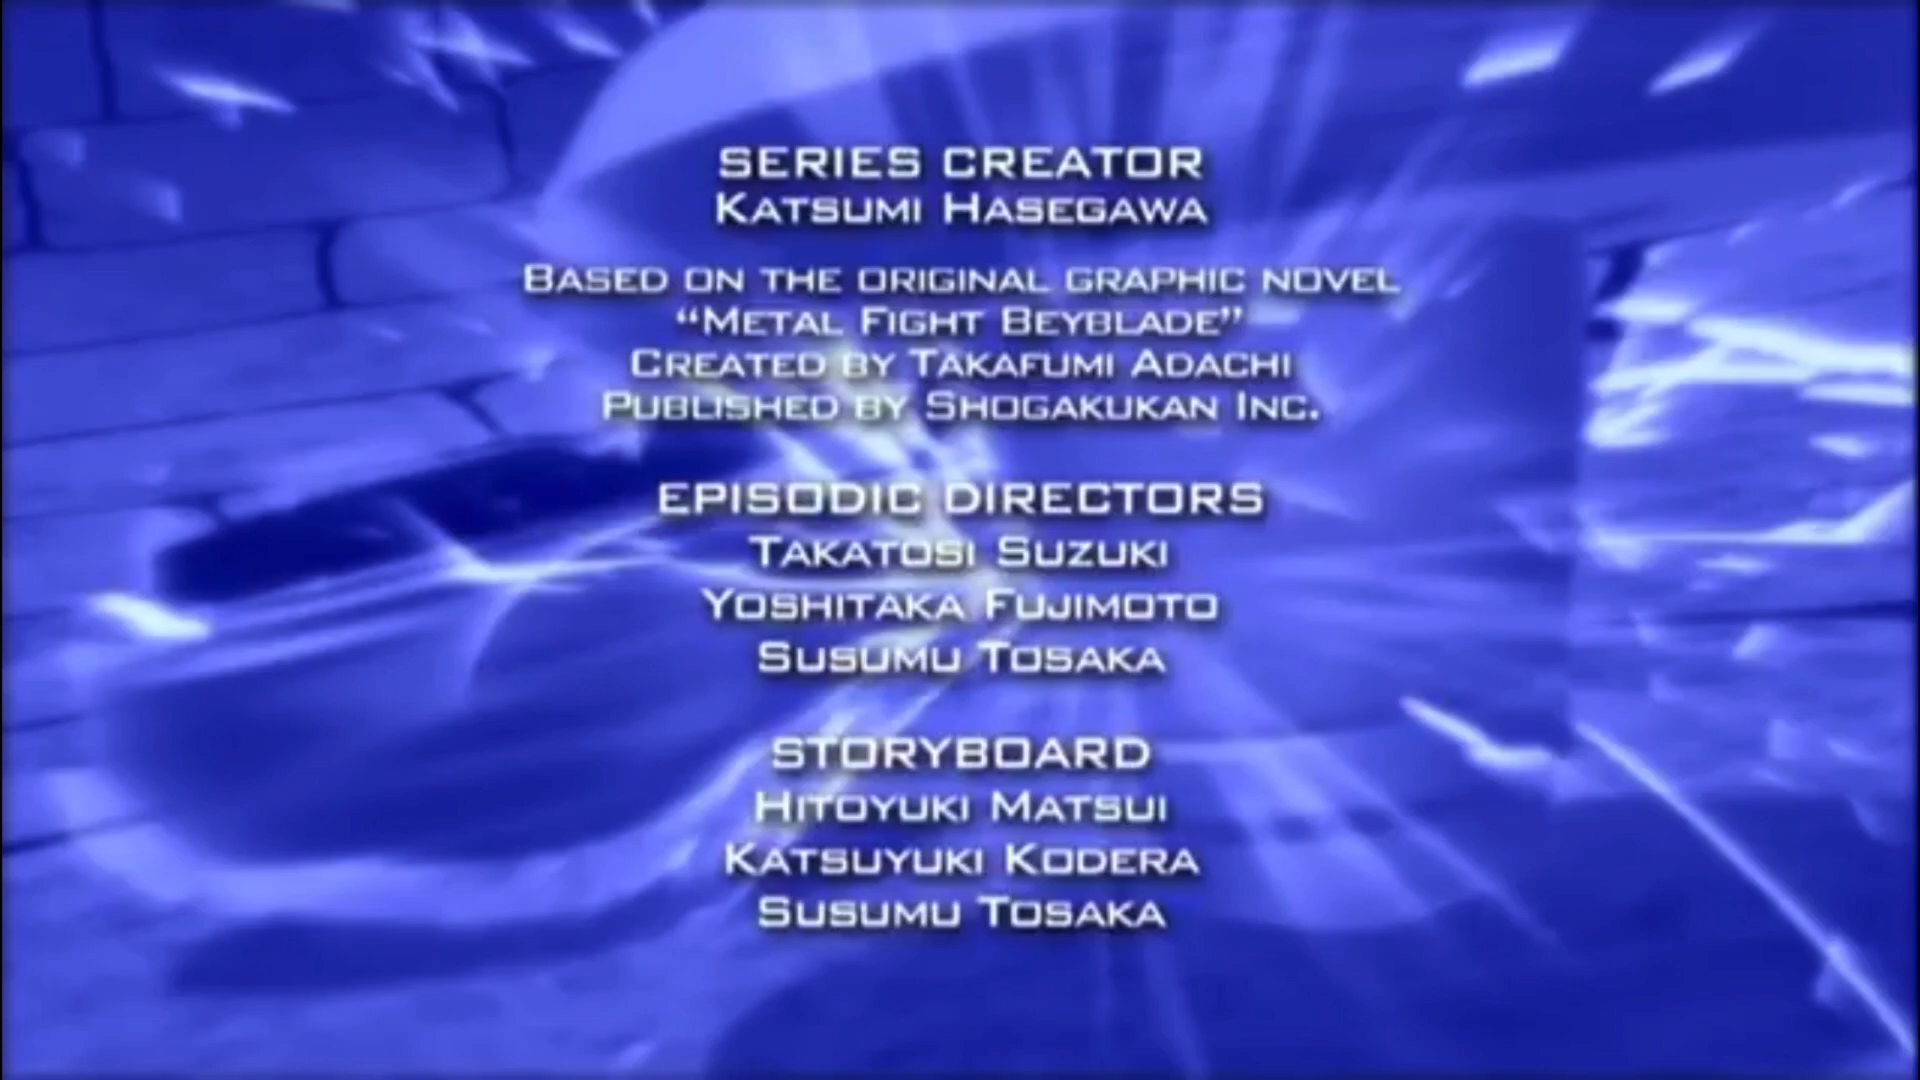 SERIES CREATOR
KATSUMI HASEGAWA
BASED ON THE ORIGINAL GRAPHIC NOVEL
“METAL FIGHT BEYBLADE”
CREATED BY TAKAFUMI ADACHI
PUBLISHED BY SHOGAKUKAN INC.
EPISODIC DIRECTORS
TAKATOSI SUZUKI
YOSHITAKA FUJIMOTO
SUSUMU TOSAKA
STORYBOARD
HITOYUKI MATSUI
KATSUYUKI KODERA
SUSUMU TOSAKA